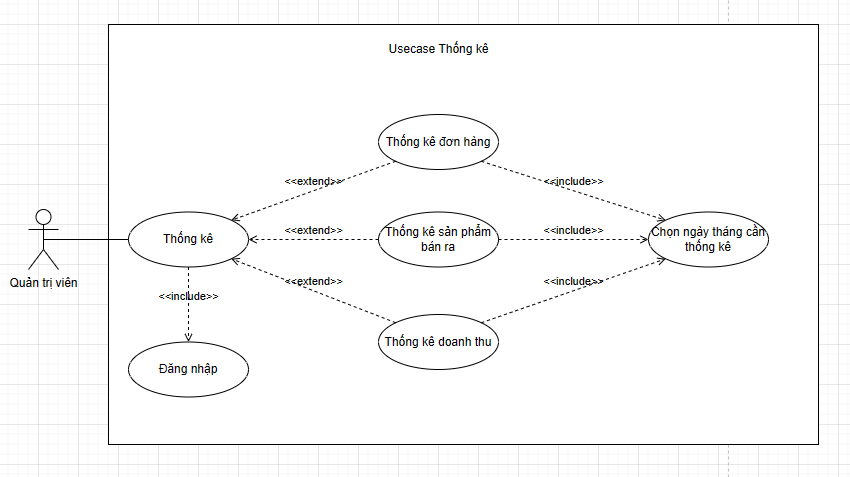 Usecase Thống kê
Thống kê đơn hàng
<<extend>>
<<include>>
Thống kê
Thống kê sản phẩm
bán ra
<<extend>>
<<include>>
Chọn ngày tháng cần
thống kê
Quản trị viên
<<extend>>
<<include>>
<<include>>
Thống kê doanh thu
Đăng nhập